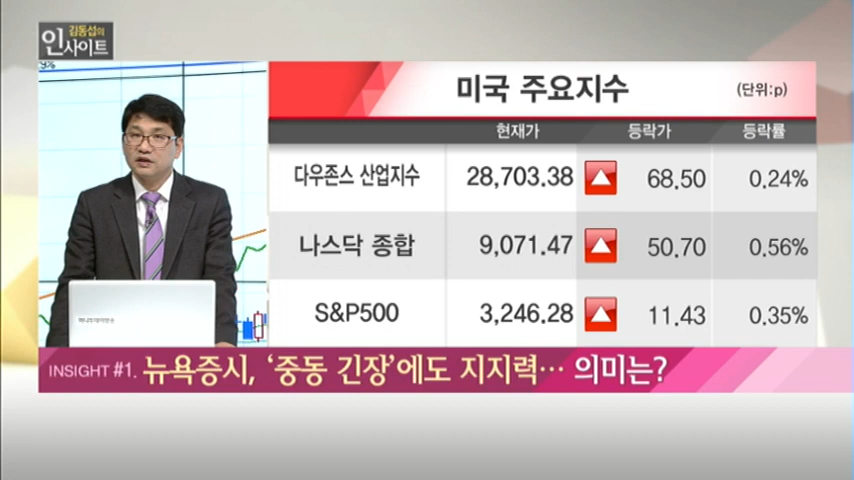 김동섭의
인사이트
9%
미국 주요지수
(단위:p)
현재가 등락가 등락률
다우존스 산업지수 28,703.38 68.50 0.24%
나스닥 종합 9,071.47 50.70 0.56%
S&P500 3,246.28 11.43 0.35%
INSIGHT #1. 뉴욕증시, ‘중동 긴장’에도 지지력… 의미는?